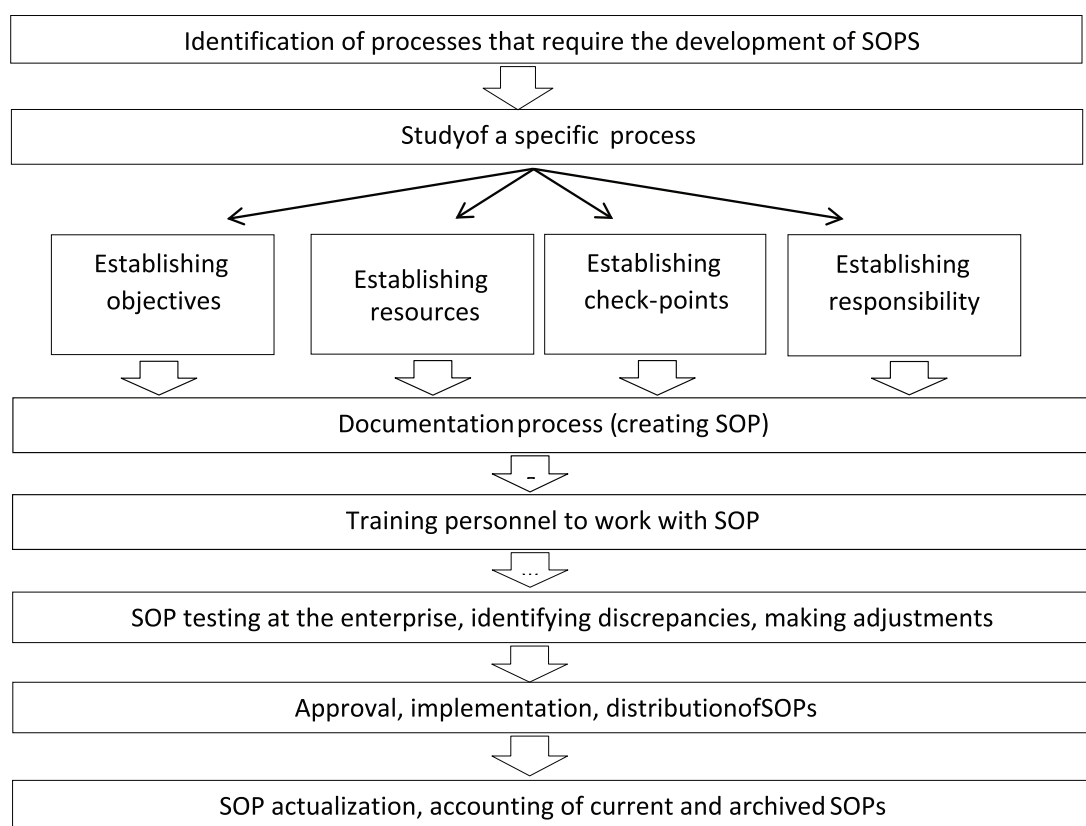 Identification of processes that require the development of SOPS
Studyof a specific process
Establishing
objectives
Establishing
resources
Establishing
check-points
Establishing
responsibility
Documentation process (creating SOP)
-
Training personnel to work with SOP
...
SOP testing at the enterprise, identifying discrepancies, making adjustments
Approval, implementation, distributionofSOPs
SOP actualization, accounting of current and archived SOPs